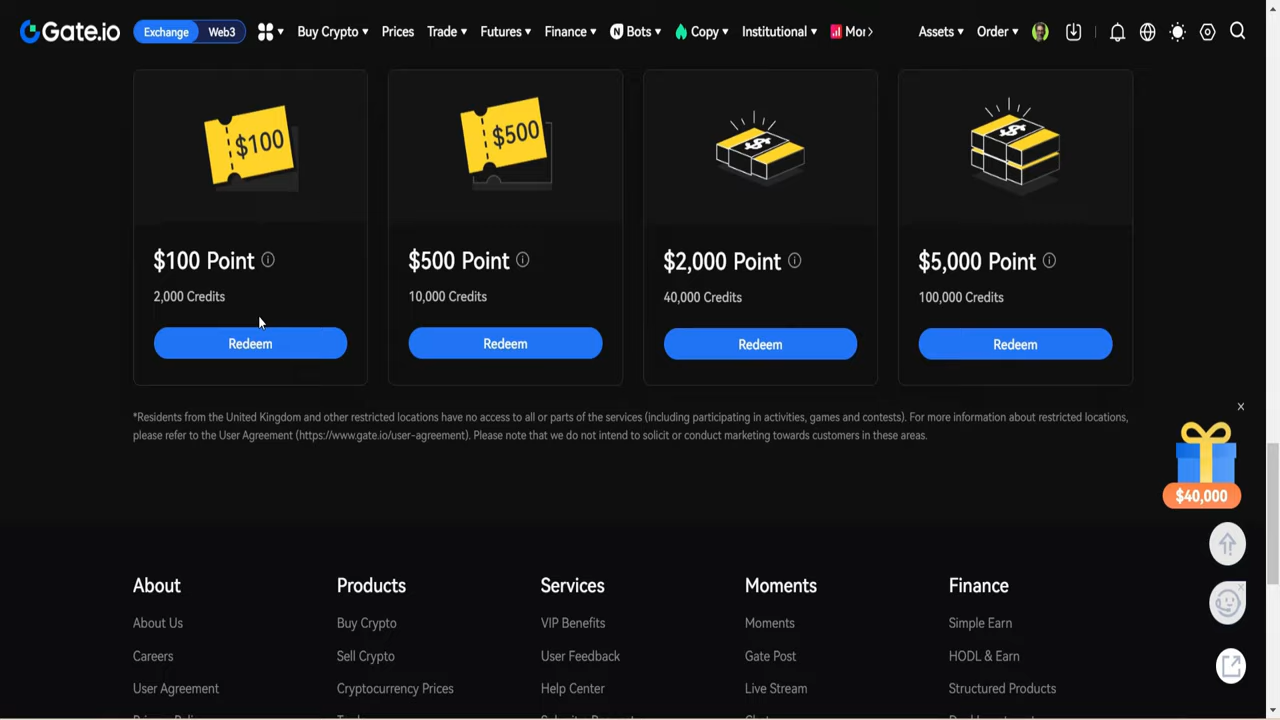 Gate.io Exchange Web3 Buy Crypto Prices Trade Futures Finance Bots Copy Institutional Mor Assets Order
$100
$500
$100 Point
2,000 Credits
Redeem
$500 Point
10,000 Credits
Redeem
$2,000 Point
40,000 Credits
Redeem
$5,000 Point
100,000 Credits
Redeem
*Residents from the United Kingdom and other restricted locations have no access to all or parts of the services (including participating in activities, games and contests). For more information about restricted locations,
please refer to the User Agreement (https://www.gate.io/user-agreement). Please note that we do not intend to solicit or conduct marketing towards customers in these areas.
$40,000
About
About Us
Careers
User Agreement
Products
Buy Crypto
Sell Crypto
Cryptocurrency Prices
Services
VIP Benefits
User Feedback
Help Center
Moments
Moments
Gate Post
Live Stream
Finance
Simple Earn
HODL & Earn
Structured Products